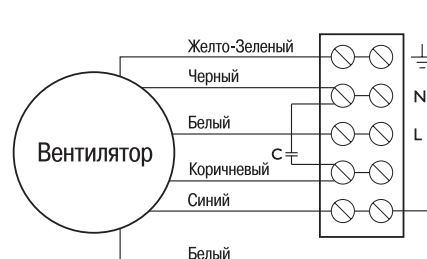 Желто-Зеленый
Черный
N
Белый
L
Вентилятор
C
Коричневый
Синий
Белый